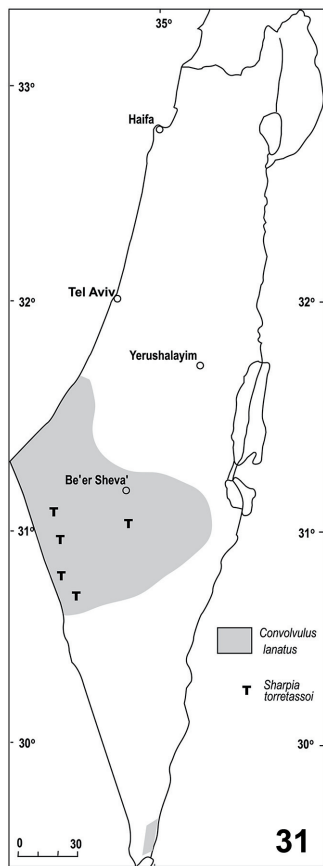 35°
33°
Haifa
32°
Tel Aviv
32°
Yerushalayim
Be'er Sheva'
T
T
31°
T
31°
T
T
Convolvulus
lanatus
T Sharpia
torretassoi
30°
30°
0 30
31